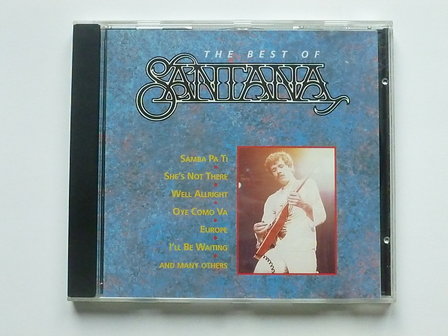 THE BEST OF
SANTANA
SAMBA PA TI
SHE'S NOT THERE
WELL ALLRIGHT
OYE COMO VA
EUROPE
I'LL BE WAITING
AND MANY OTHERS